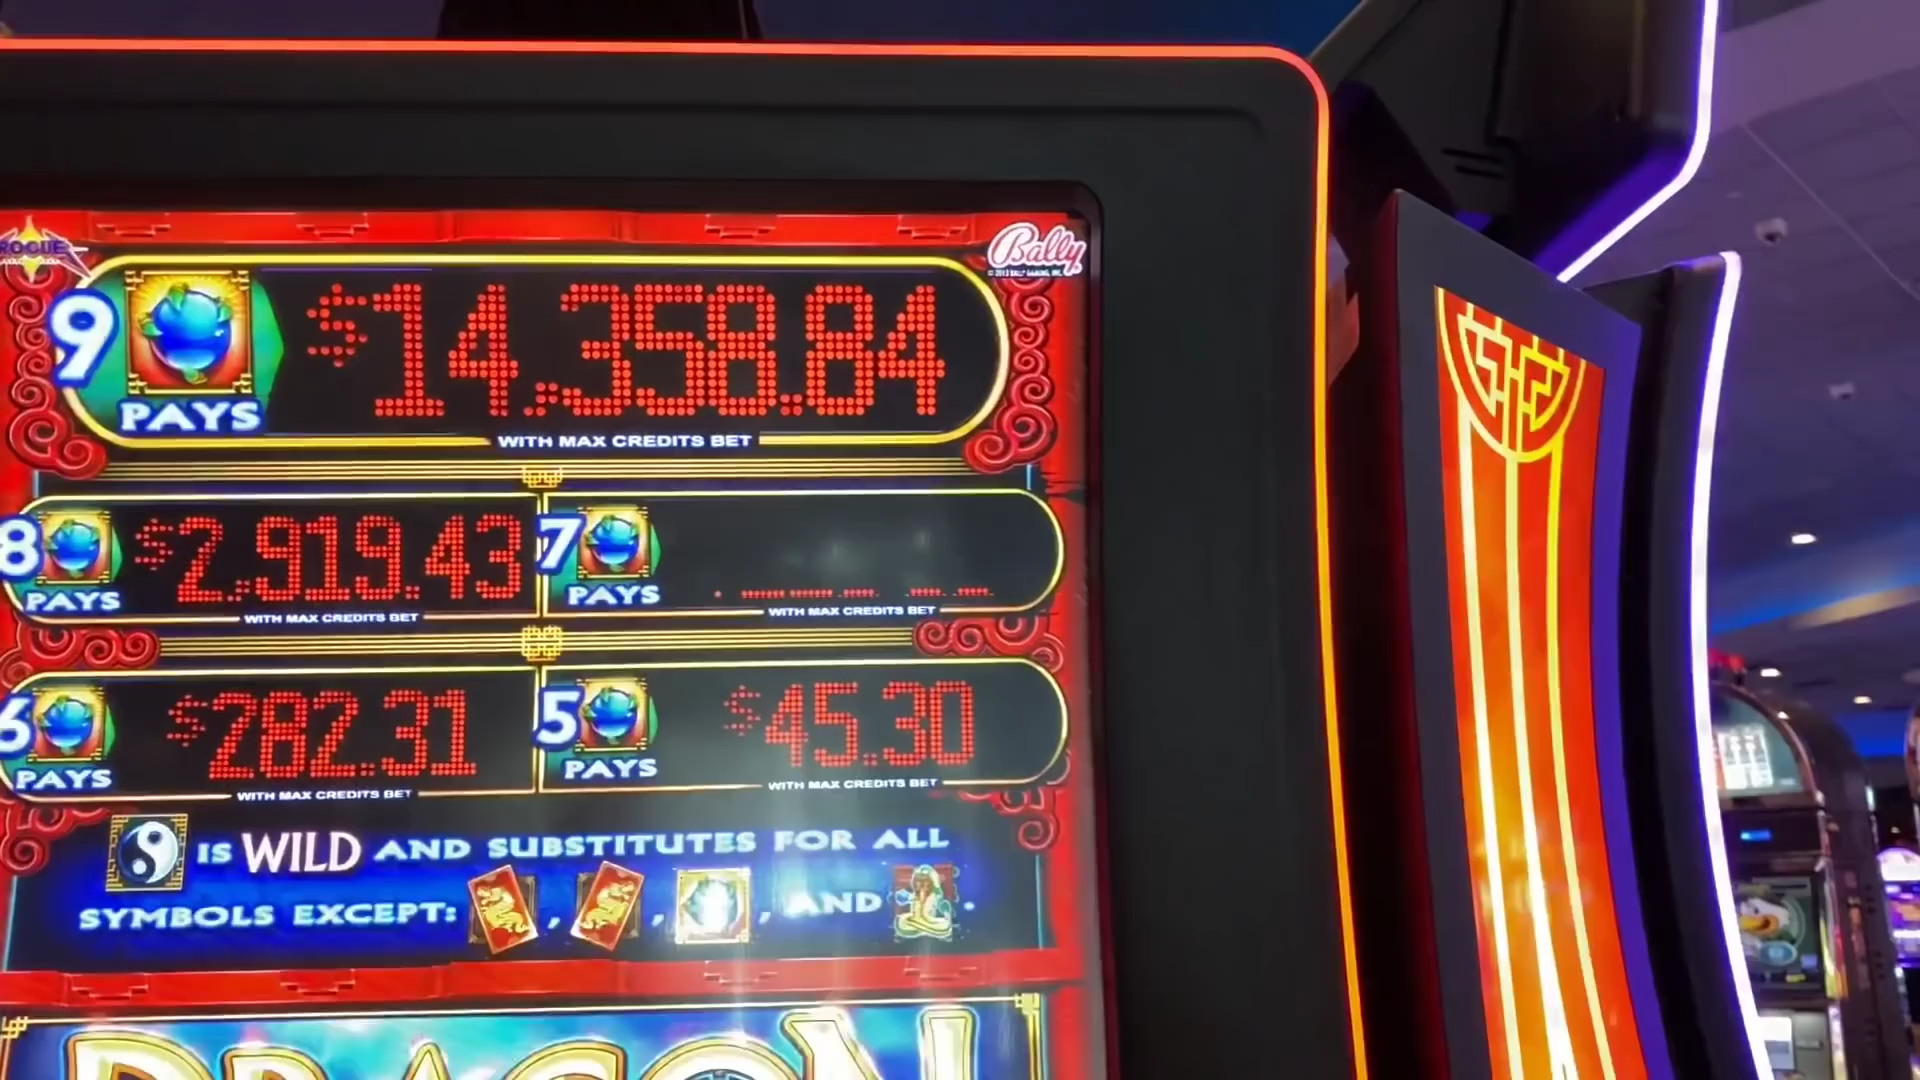 ROGUE
Bally
9 $14,358.84
PAYS
WITH MAX CREDITS BET
8 $2,919.43
PAYS
WITH MAX CREDITS BET
7
PAYS
WITH MAX CREDITS BET
6 $282.31
PAYS
WITH MAX CREDITS BET
5 $45.30
PAYS
WITH MAX CREDITS BET
IS WILD AND SUBSTITUTES FOR ALL
SYMBOLS EXCEPT: , , , AND .
DRAGON